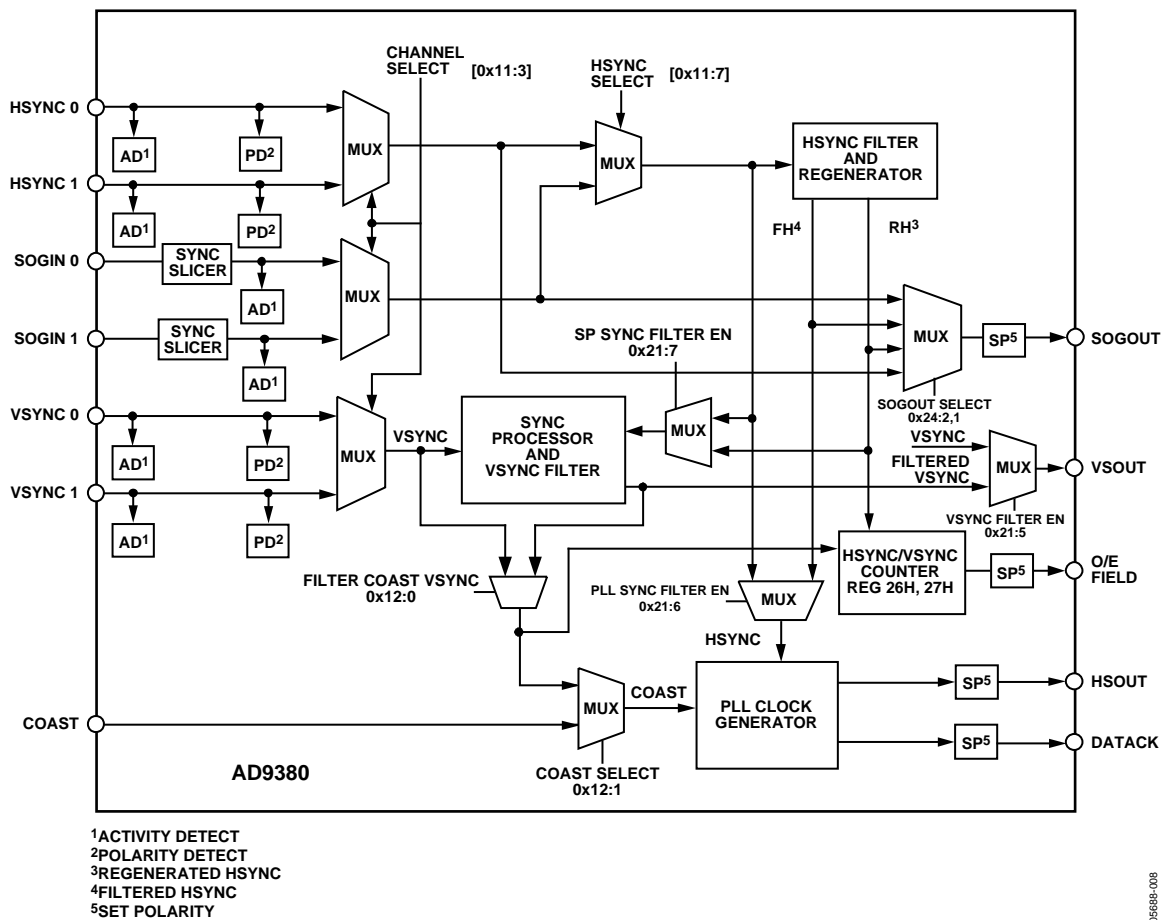 CHANNEL
SELECT [0x11:3]
HSYNC
SELECT [0x11:7]
HSYNC 0
AD1
PD2
MUX
MUX
HSYNC FILTER
AND
REGENERATOR
HSYNC 1
AD1
PD2
FH4
RH3
SOGIN 0
SYNC
SLICER
AD1
MUX
SOGIN 1
SYNC
SLICER
AD1
SP SYNC FILTER EN
0x21:7
MUX
SP5
SOGOUT
SOGOUT SELECT
0x24:2,1
VSYNC 0
AD1
PD2
MUX
VSYNC
SYNC
PROCESSOR
AND
VSYNC FILTER
MUX
VSYNC
FILTERED
VSYNC
MUX
VSOUT
VSYNC FILTER EN
0x21:5
VSYNC 1
AD1
PD2
FILTER COAST VSYNC
0x12:0
PLL SYNC FILTER EN
0x21:6
MUX
HSYNC
HSYNC/VSYNC
COUNTER
REG 26H, 27H
SP5
O/E
FIELD
COAST
MUX
COAST
COAST SELECT
0x12:1
PLL CLOCK
GENERATOR
SP5
HSOUT
SP5
DATACK
AD9380
1ACTIVITY DETECT
2POLARITY DETECT
3REGENERATED HSYNC
4FILTERED HSYNC
5SET POLARITY
05688-008